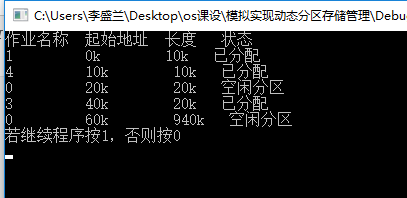 C:\Users\李盛兰\Desktop\os课设\模拟实现动态分区存储管理\Debu
作业名称 起始地址 长度 状态
1 0k 10k 已分配
4 10k 10k 已分配
0 20k 20k 空闲分区
3 40k 20k 已分配
0 60k 940k 空闲分区
若继续程序按1，否则按0